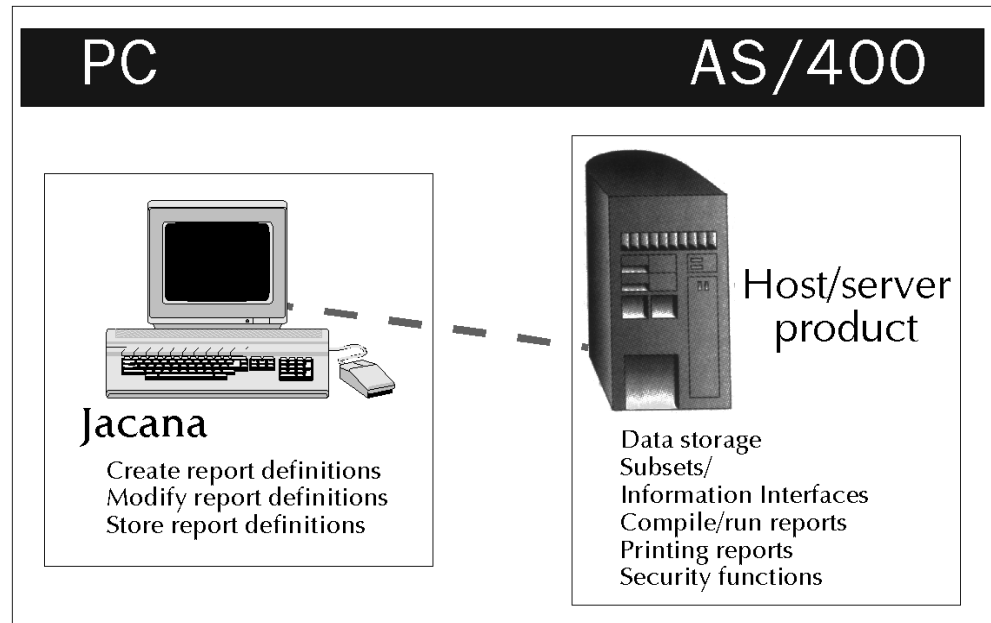 PC
AS/400
Jacana
Create report definitions
Modify report definitions
Store report definitions
Host/server
product
Data storage
Subsets/
Information Interfaces
Compile/run reports
Printing reports
Security functions